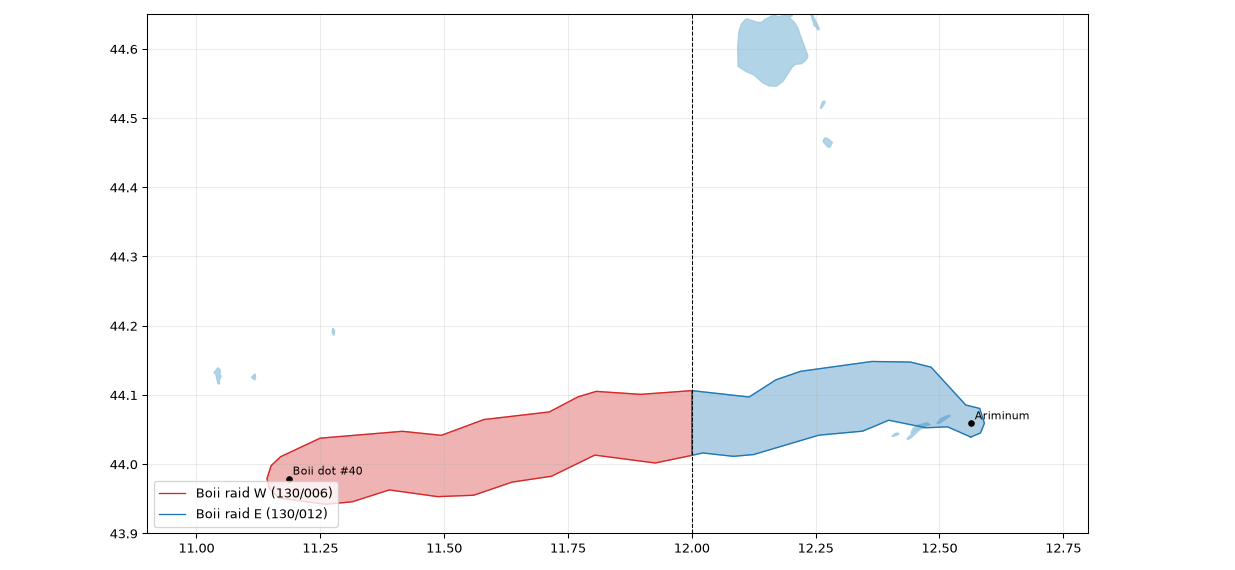 44.6
44.5
44.4
44.3
44.2
44.1
44.0
43.9
Ariminum
Boii dot #40
Boii raid W (130/006)
Boii raid E (130/012)
11.00 11.25 11.50 11.75 12.00 12.25 12.50 12.75